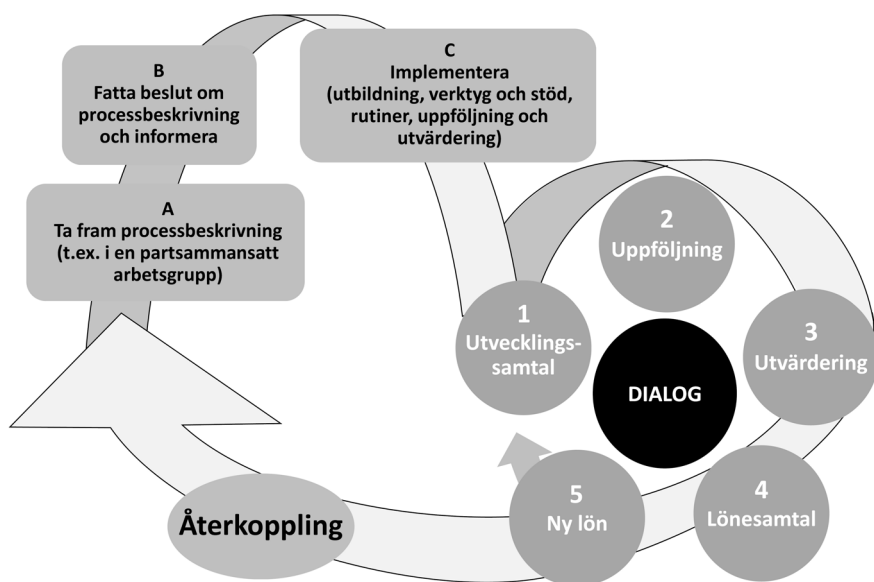 A
Ta fram processbeskrivning
(t.ex. i en partsammansatt
arbetsgrupp)
B
Fatta beslut om
processbeskrivning
och informera
C
Implementera
(utbildning, verktyg och stöd,
rutiner, uppföljning och
utvärdering)
1
Utvecklings-
samtal
2
Uppföljning
3
Utvärdering
4
Lönesamtal
5
Ny lön
DIALOG
Återkoppling